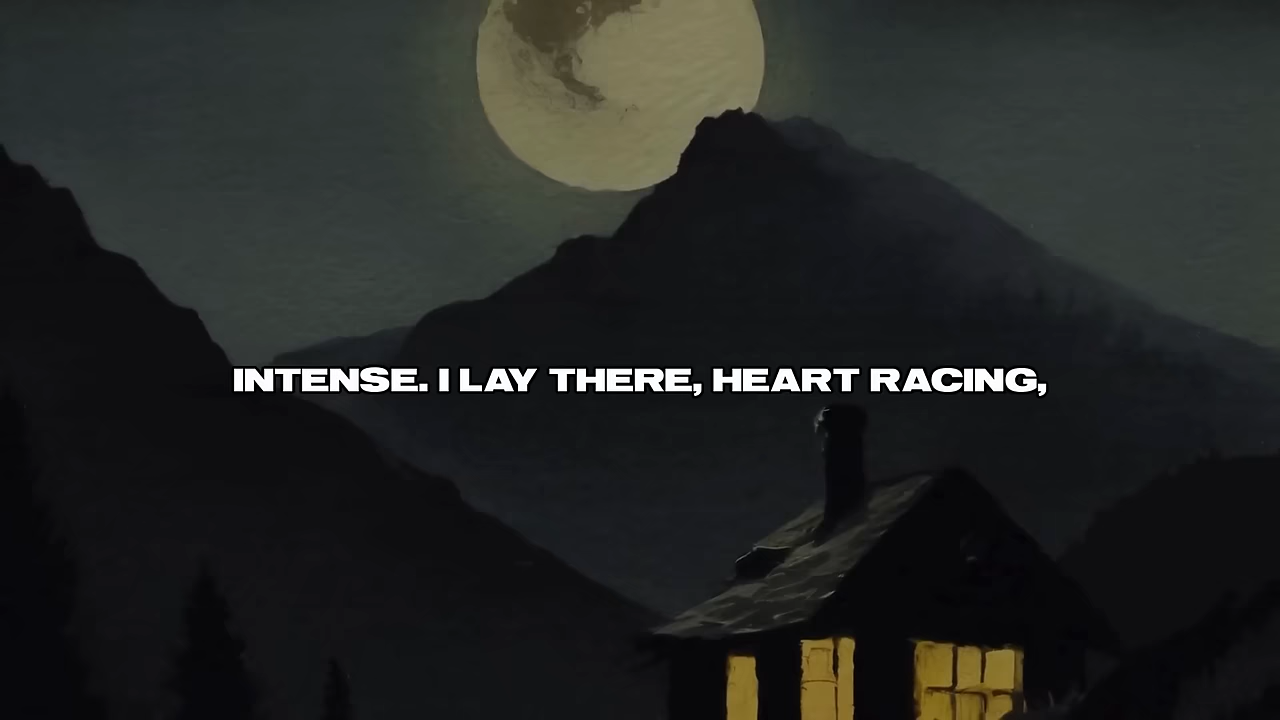 INTENSE. I LAY THERE, HEART RACING,